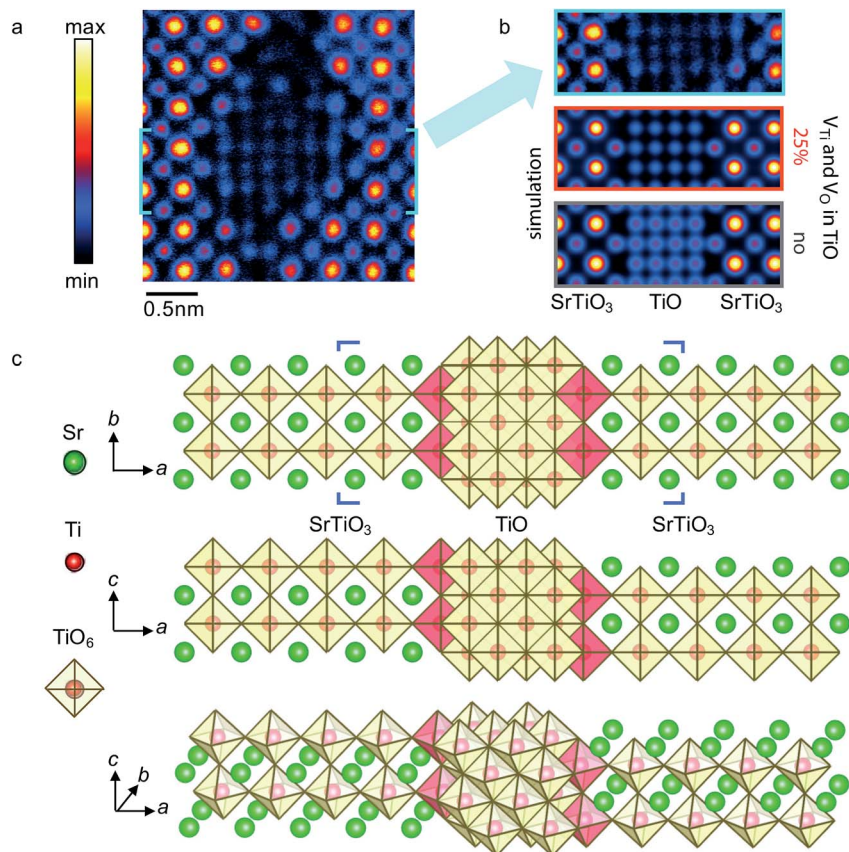 a
max
min
0.5nm
b
simulation
25%
no
V_Ti and V_O in TiO
SrTiO₃ TiO SrTiO₃
c
Sr
b
a
Ti
SrTiO₃ TiO SrTiO₃
c
a
TiO₆
c
b
a